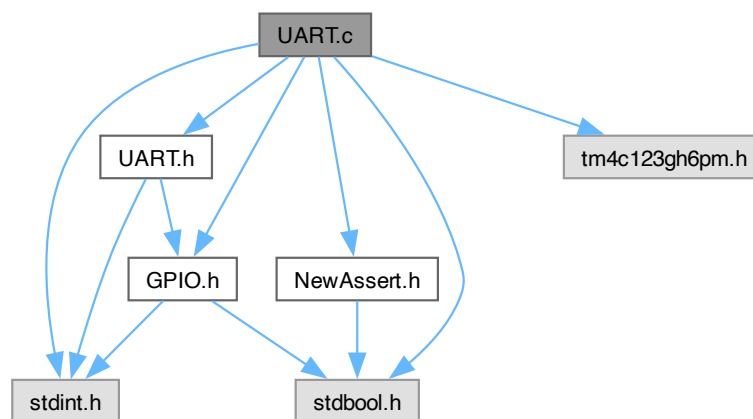 UART.c
UART.h
tm4c123gh6pm.h
GPIO.h
NewAssert.h
stdint.h
stdbool.h